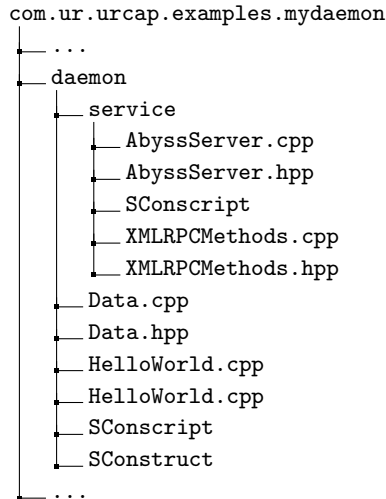 com.ur.urcap.examples.mydaemon
...
daemon
service
AbyssServer.cpp
AbyssServer.hpp
SConscript
XMLRPCMethods.cpp
XMLRPCMethods.hpp
Data.cpp
Data.hpp
HelloWorld.cpp
HelloWorld.cpp
SConscript
SConstruct
...